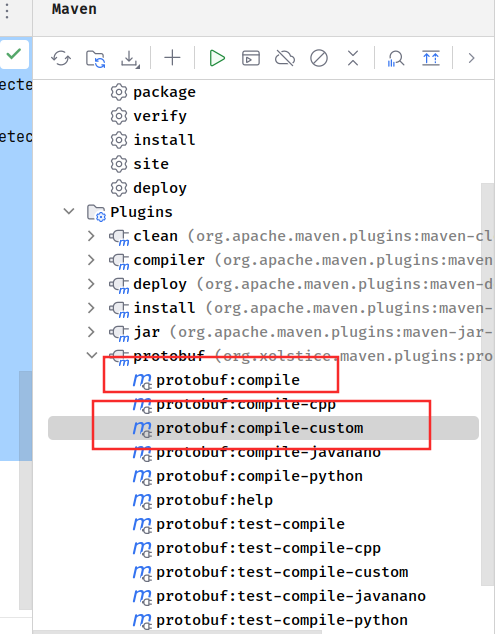 Maven
ecte
etec
package
verify
install
site
deploy
Plugins
clean (org.apache.maven.plugins:maven-cl
compiler (org.apache.maven.plugins:maven
deploy (org.apache.maven.plugins:maven-d
install (org.apache.maven.plugins:maven-
jar (org.apache.maven.plugins:maven-jar-
protobuf (org.xolstice.maven.plugins:pro
protobuf:compile
protobuf:compile-cpp
protobuf:compile-custom
protobuf:compile-javanano
protobuf:compile-python
protobuf:help
protobuf:test-compile
protobuf:test-compile-cpp
protobuf:test-compile-custom
protobuf:test-compile-javanano
protobuf:test-compile-python